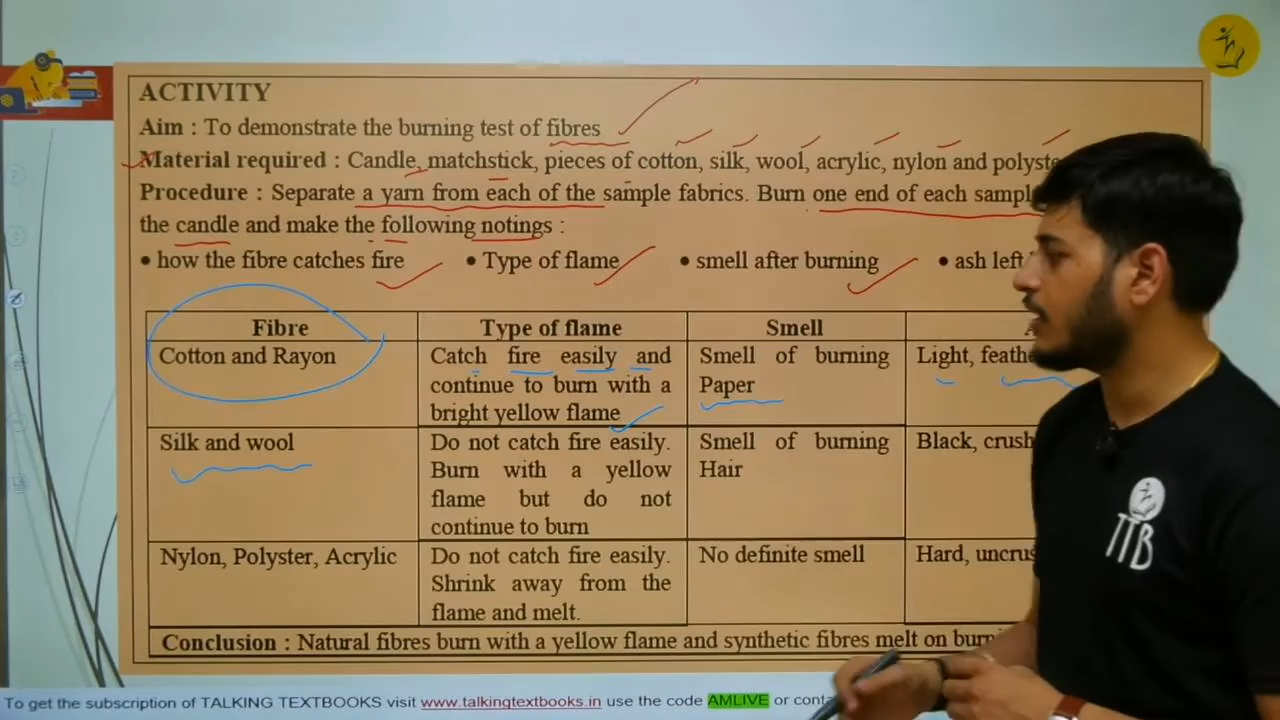 ACTIVITY
Aim : To demonstrate the burning test of fibres
Material required : Candle, matchstick, pieces of cotton, silk, wool, acrylic, nylon and
Procedure : Separate a yarn from each of the sample fabrics. Burn one end of each sample
the candle and make the following notings :
• how the fibre catches fire • Type of flame • smell after burning • ash left
Fibre Type of flame Smell
Cotton and Rayon Catch fire easily and continue to burn with a bright yellow flame Smell of burning Paper Light,
Silk and wool Do not catch fire easily. Burn with a yellow flame but do not continue to burn Smell of burning Hair Black,
Nylon, Polyster, Acrylic Do not catch fire easily. Shrink away from the flame and melt. No definite smell Hard,
Conclusion : Natural fibres burn with a yellow flame and synthetic fibres melt on
TTB
To get the subscription of TALKING TEXTBOOKS visit www.talkingtextbooks.in use the code AMLIVE or